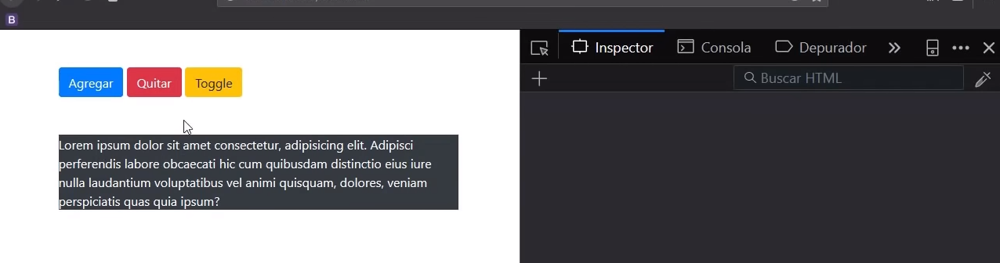 B
Inspector
Consola
Depurador
Buscar HTML
Agregar
Quitar
Toggle
Lorem ipsum dolor sit amet consectetur, adipisicing elit. Adipisci
perferendis labore obcaecati hic cum quibusdam distinctio eius iure
nulla laudantium voluptatibus vel animi quisquam, dolores, veniam
perspiciatis quas quia ipsum?